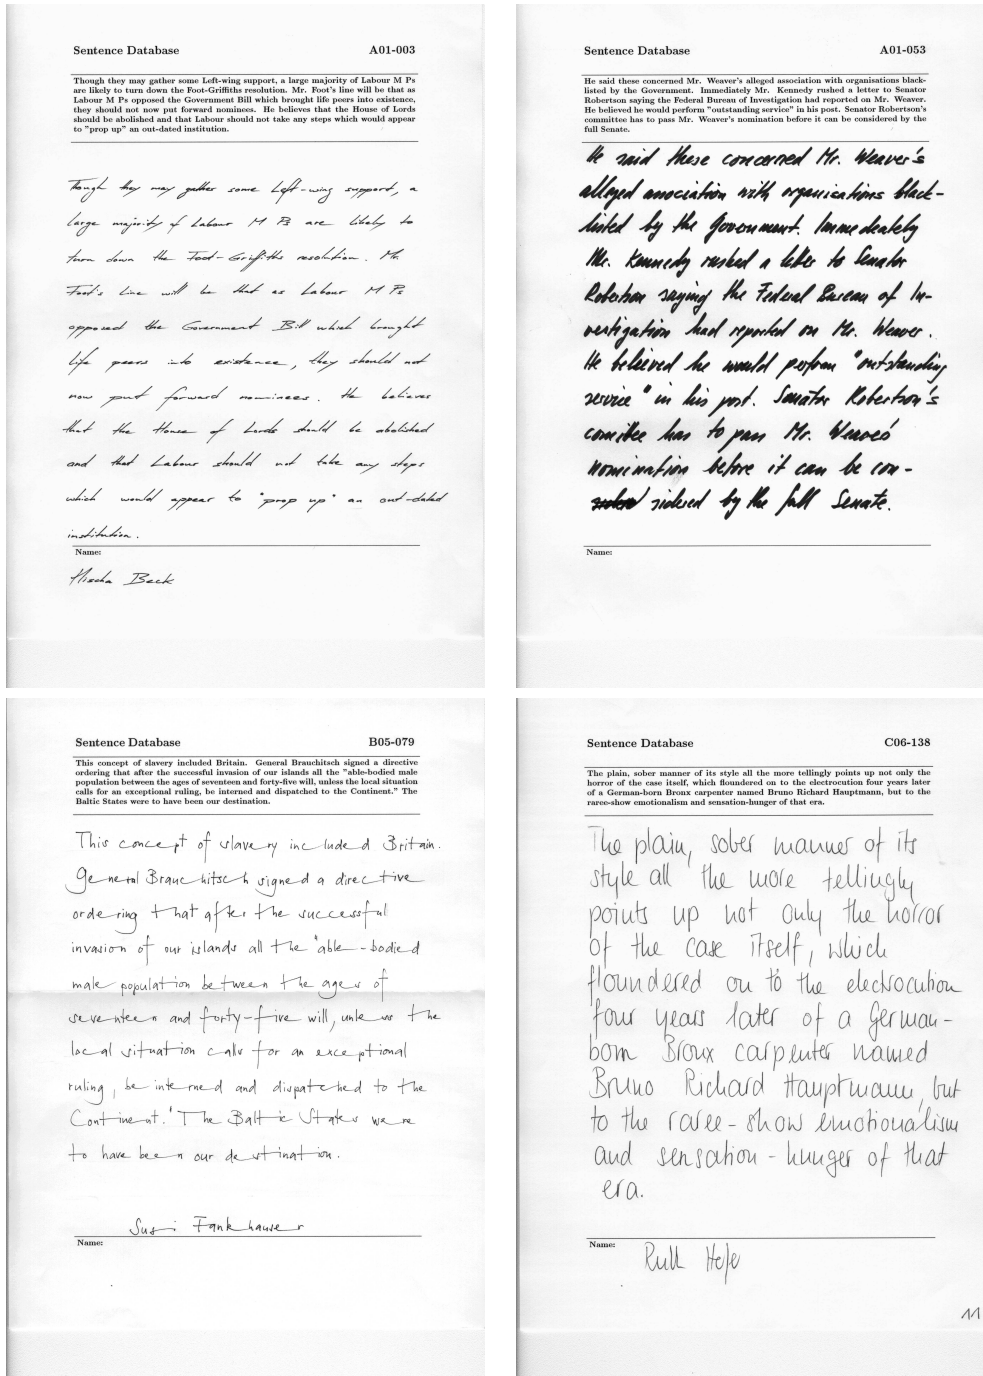 Sentence Database A01-003
Though they may gather some Left-wing support, a large majority of Labour M Ps
are likely to turn down the Foot-Griffiths resolution. Mr. Foot's line will be that as
Labour M Ps opposed the Government Bill which brought life peers into existence,
they should not now put forward nominees. He believes that the House of Lords
should be abolished and that Labour should not take any steps which would appear
to "prop up" an out-dated institution.
Though they may gather some Left-wing support, a
large majority of Labour M Ps are likely to
turn down the Foot-Griffiths resolution. Mr.
Foot's line will be that as Labour M Ps
opposed the Government Bill which brought
life peers into existence, they should not
now put forward nominees. He believes
that the House of Lords should be abolished
and that Labour should not take any steps
which would appear to "prop up" an out-dated
institution.
Name:
Mischa Beck
Sentence Database A01-053
He said these concerned Mr. Weaver's alleged association with organisations black-
listed by the Government. Immediately Mr. Kennedy rushed a letter to Senator
Robertson saying the Federal Bureau of Investigation had reported on Mr. Weaver.
He believed he would perform "outstanding service" in his post. Senator Robertson's
committee has to pass Mr. Weaver's nomination before it can be considered by the
full Senate.
He said these concerned Mr. Weaver's
alleged association with organisations black-
listed by the Government. Immedeately
Mr. Kennedy rushed a letter to Senator
Robertson saying the Federal Bureau of In-
vestigation had reported on Mr. Weaver.
He believed he would perform "outstanding
service" in his post. Senator Robertson's
comitee has to pass Mr. Weaver's
nomination before it can be con-
sidered by the full Senate.
Name:
Sentence Database B05-079
This concept of slavery included Britain. General Brauchitsch signed a directive
ordering that after the successful invasion of our islands all the "able-bodied male
population between the ages of seventeen and forty-five will, unless the local situation
calls for an exceptional ruling, be interned and dispatched to the Continent." The
Baltic States were to have been our destination.
This concept of slavery included Britain.
General Brauchitsch signed a directive
ordering that after the successful
invasion of our islands all the "able-bodied
male population between the ages of
seventeen and forty-five will, unless the
local situation calls for an exceptional
ruling, be interned and dispatched to the
Continent." The Baltic States were
to have been our destination.
Susi Fankhauser
Name:
Sentence Database C06-138
The plain, sober manner of its style all the more tellingly points up not only the
horror of the case itself, which floundered on to the electrocution four years later
of a German-born Bronx carpenter named Bruno Richard Hauptmann, but to the
raree-show emotionalism and sensation-hunger of that era.
The plain, sober manner of its
style all the more tellingly
points up not only the horror
of the case itself, which
floundered on to the electrocution
four years later of a German-
born Bronx carpenter named
Bruno Richard Hauptmann, but
to the raree-show emotionalism
and sensation-hunger of that
era.
Name:
11